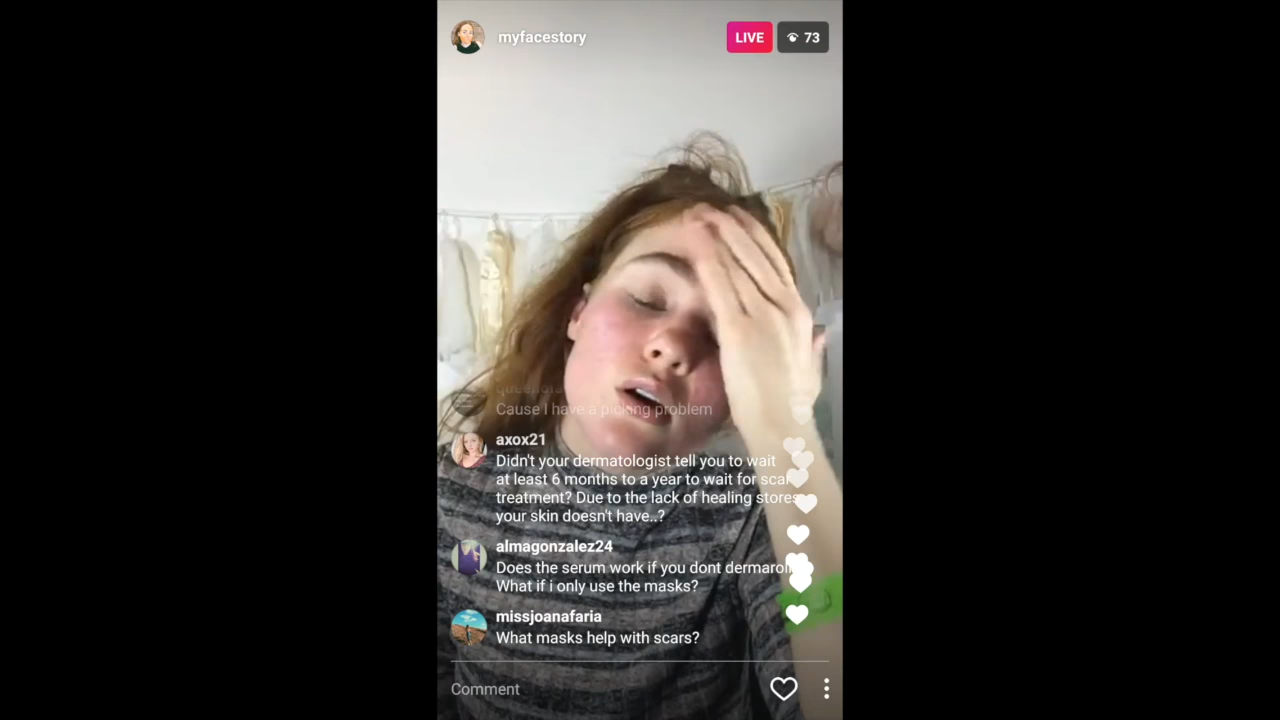 myfacestory
LIVE
73
Cause I have a picking problem
axox21
Didn't your dermatologist tell you to wait
at least 6 months to a year to wait for scar
treatment? Due to the lack of healing stores
your skin doesn't have..?
almagonzalez24
Does the serum work if you dont
What if i only use the masks?
missjoanafaria
What masks help with scars?
Comment